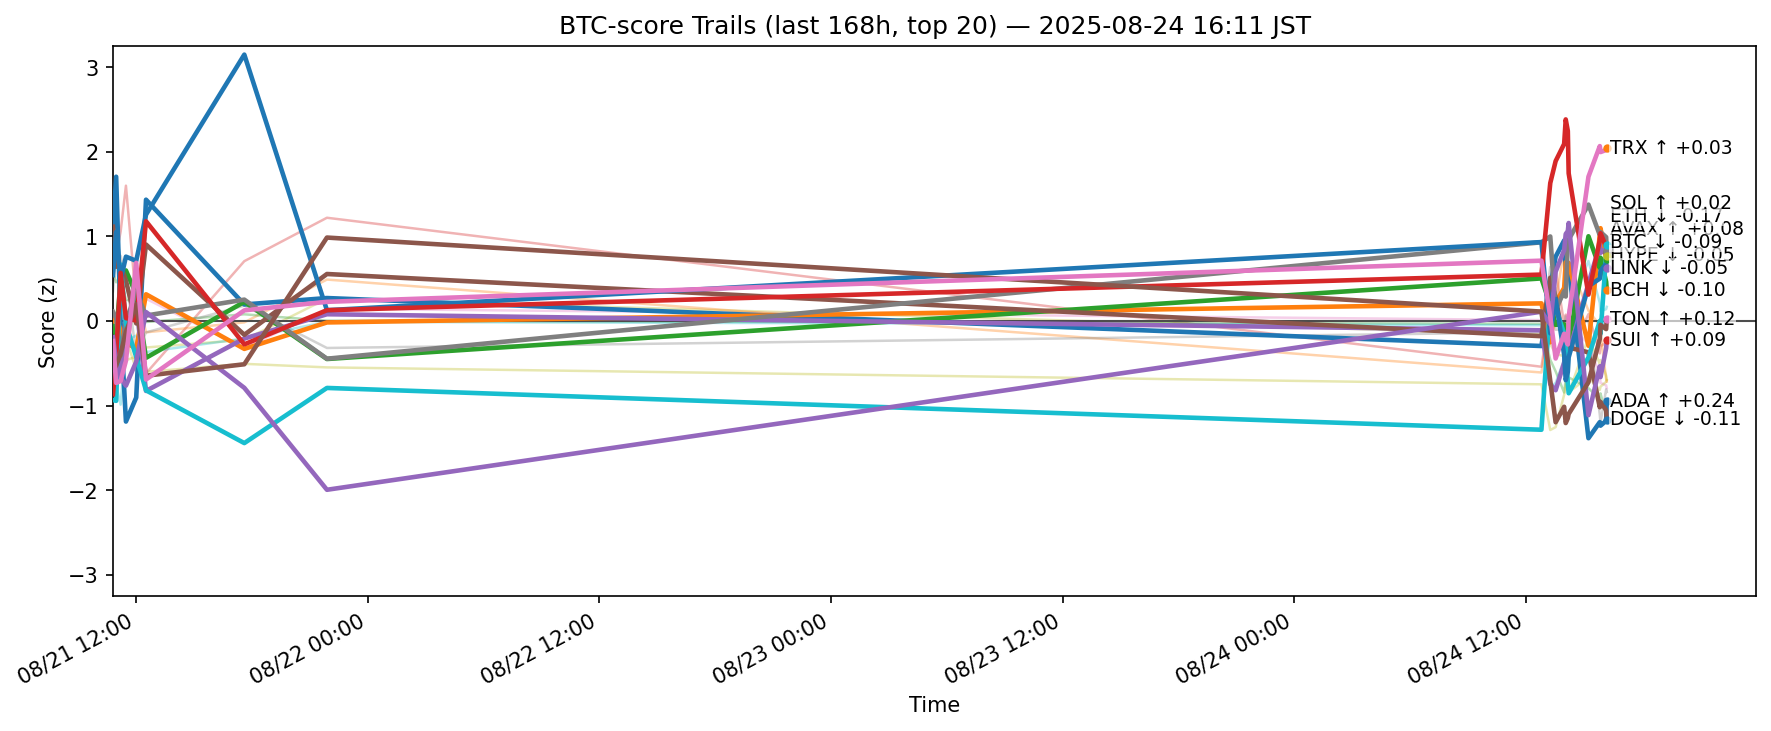 BTC-score Trails (last 168h, top 20) — 2025-08-24 16:11 JST
Score (z)
3
2
1
0
−1
−2
−3
TRX ↑ +0.03
SOL ↑ +0.02
ETH ↓ -0.17
AVAX ↑ +0.08
BTC ↓ -0.09
HYPE ↓ -0.05
LINK ↓ -0.05
BCH ↓ -0.10
TON ↑ +0.12
SUI ↑ +0.09
ADA ↑ +0.24
DOGE ↓ -0.11
08/21 12:00
08/22 00:00
08/22 12:00
08/23 00:00
08/23 12:00
08/24 00:00
08/24 12:00
Time